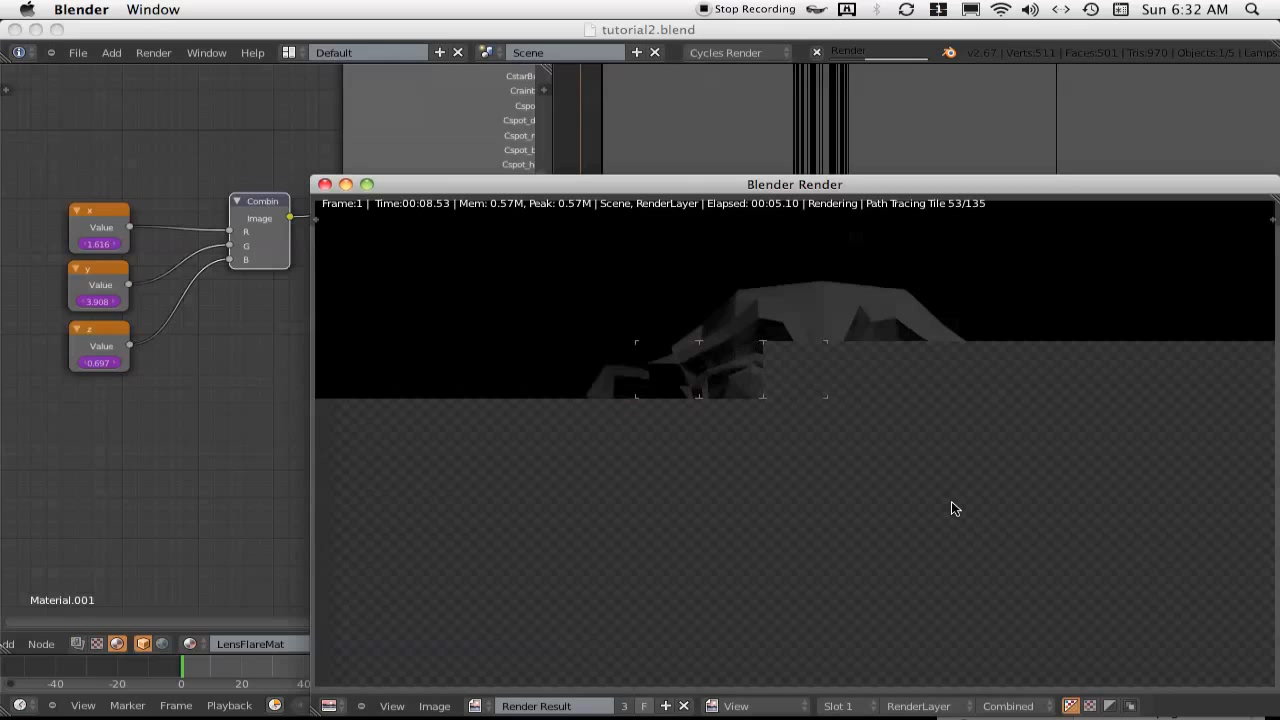 Blender Window Stop Recording Sun 6:32 AM
tutorial2.blend
File Add Render Window Help Default Scene Cycles Render Render v2.67 | Verts:511 | Faces:501 | Tris:970 | Objects:1/5 | Lamps
CstarB
Crainb
Cspo
Cspot_d
Cspot_r
Cspot_b
Cspot_h
Blender Render
Frame:1 | Time:00:08.53 | Mem: 0.57M, Peak: 0.57M | Scene, RenderLayer | Elapsed: 00:05.10 | Rendering | Path Tracing Tile 53/135
x
Value
1.616
y
Value
3.908
z
Value
0.697
Combin
Image
R
G
B
Material.001
dd Node LensFlareMat
-40 -20 0 20 40
View Marker Frame Playback
View Image Render Result 3 F View Slot 1 RenderLayer Combined